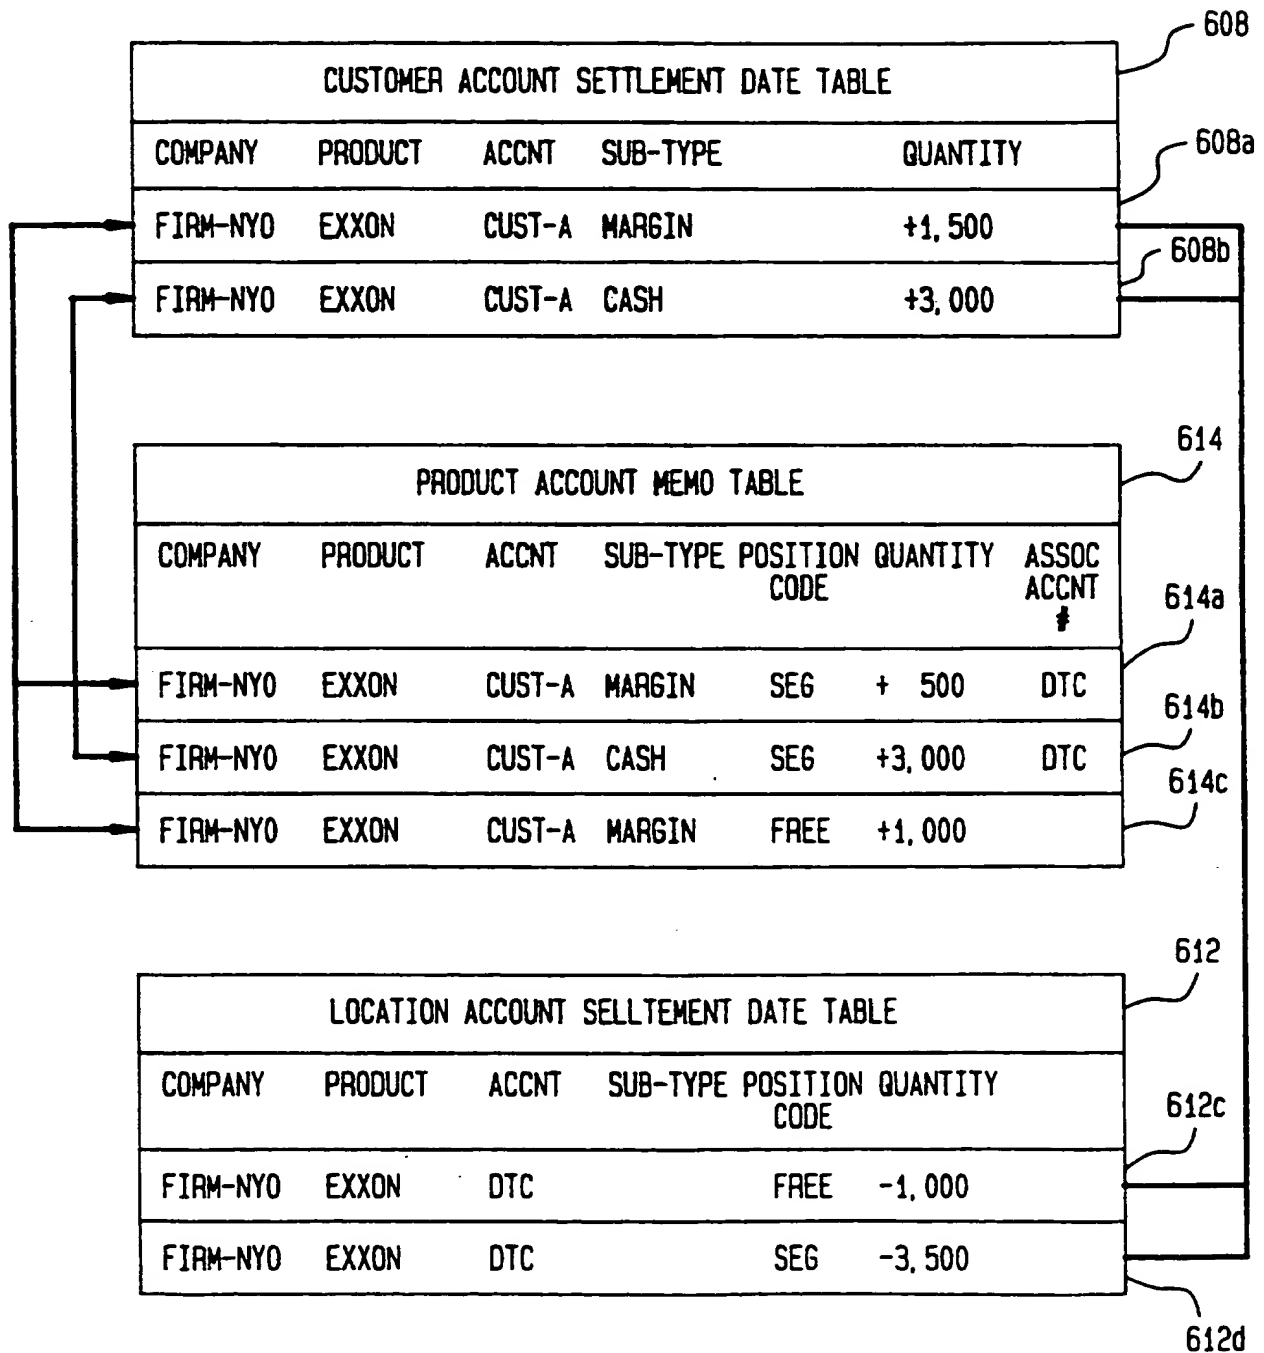 608
CUSTOMER ACCOUNT SETTLEMENT DATE TABLE
COMPANY PRODUCT ACCNT SUB-TYPE QUANTITY
608a
FIRM-NYO EXXON CUST-A MARGIN +1,500
608b
FIRM-NYO EXXON CUST-A CASH +3,000
614
PRODUCT ACCOUNT MEMO TABLE
COMPANY PRODUCT ACCNT SUB-TYPE POSITION QUANTITY ASSOC
CODE ACCNT
#
614a
FIRM-NYO EXXON CUST-A MARGIN SEG + 500 DTC
614b
FIRM-NYO EXXON CUST-A CASH SEG +3,000 DTC
614c
FIRM-NYO EXXON CUST-A MARGIN FREE +1,000
612
LOCATION ACCOUNT SELLTEMENT DATE TABLE
COMPANY PRODUCT ACCNT SUB-TYPE POSITION QUANTITY
CODE
612c
FIRM-NYO EXXON DTC FREE -1,000
FIRM-NYO EXXON DTC SEG -3,500
612d